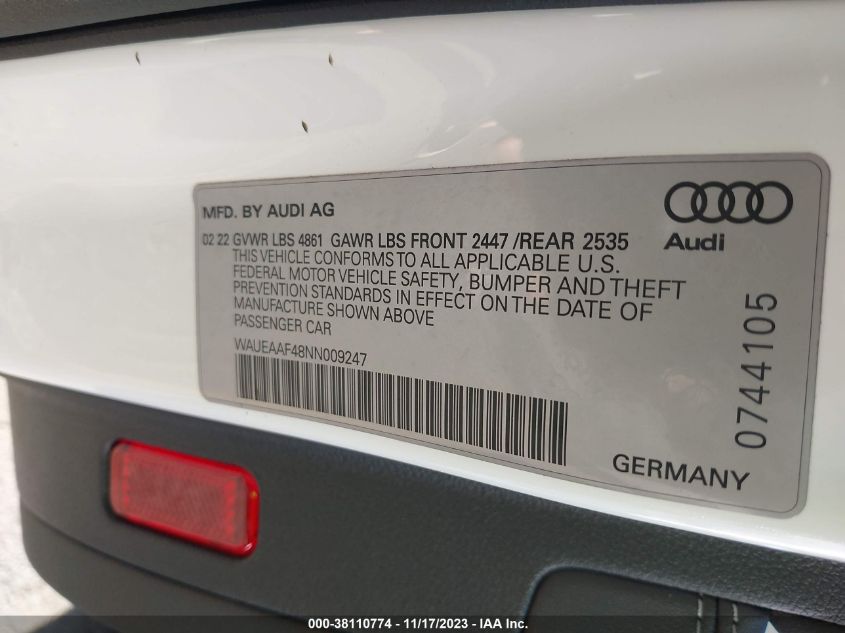 MFD. BY AUDI AG
Audi
02 22 GVWR LBS 4861 GAWR LBS FRONT 2447 /REAR 2535
THIS VEHICLE CONFORMS TO ALL APPLICABLE U.S.
FEDERAL MOTOR VEHICLE SAFETY, BUMPER AND THEFT
PREVENTION STANDARDS IN EFFECT ON THE DATE OF
MANUFACTURE SHOWN ABOVE
PASSENGER CAR
WAUEAAF48NN009247
0744105
GERMANY
000-38110774 - 11/17/2023 - IAA Inc.